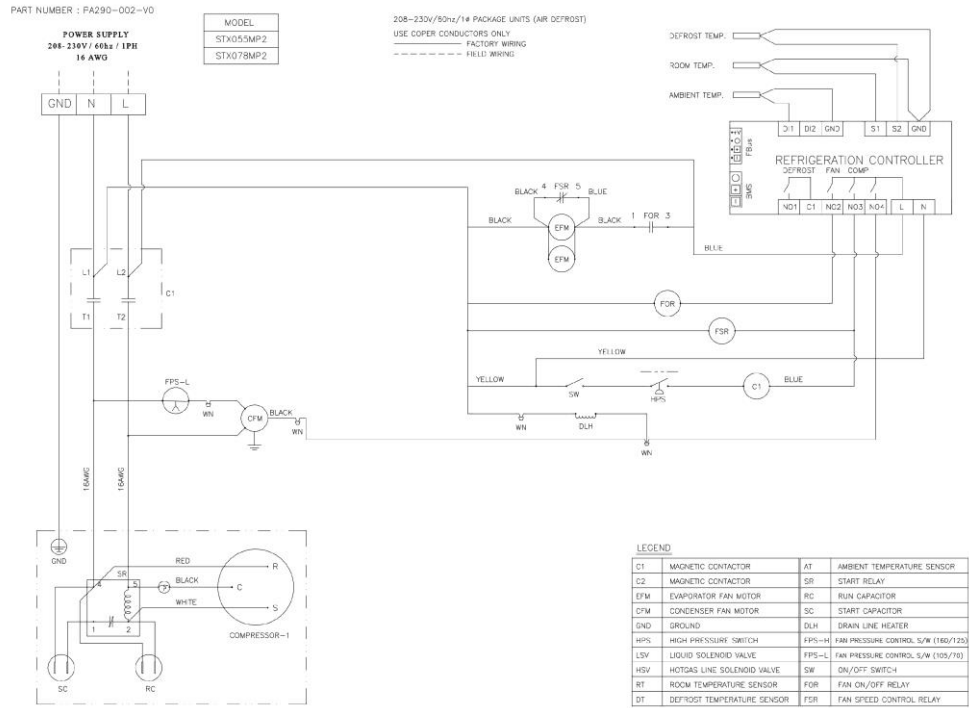 PART NUMBER : PA290-002-V0
POWER SUPPLY
208-230V / 60hz / 1PH
16 AWG
MODEL
STX055MP2
STX078MP2
208-230V/60hz/1ø PACKAGE UNITS (AIR DEFROST)
USE COPER CONDUCTORS ONLY
FACTORY WIRING
FIELD WIRING
DEFROST TEMP.
ROOM TEMP.
AMBIENT TEMP.
GND N L
DI1 DI2 GND S1 S2 GND
FBus
BMS
REFRIGERATION CONTROLLER
DEFROST FAN COMP
NO1 C1 NO2 NO3 NO4 L N
BLACK 4 FSR 5 BLUE
BLACK EFM BLACK 1 FOR 3
EFM
BLUE
L1 L2
C1
T1 T2
FOR
FSR
YELLOW
YELLOW SW HPS C1 BLUE
FPS-L
WN
CFM BLACK
WN
WN DLH
WN
16AWG 16AWG
GND
SR
4 5
1 2
RED
BLACK
WHITE
R
C
S
COMPRESSOR-1
SC RC
LEGEND
C1 MAGNETIC CONTACTOR AT AMBIENT TEMPERATURE SENSOR
C2 MAGNETIC CONTACTOR SR START RELAY
EFM EVAPORATOR FAN MOTOR RC RUN CAPACITOR
CFM CONDENSER FAN MOTOR SC START CAPACITOR
GND GROUND DLH DRAIN LINE HEATER
HPS HIGH PRESSURE SWITCH FPS-H FAN PRESSURE CONTROL S/W (160/125)
LSV LIQUID SOLENOID VALVE FPS-L FAN PRESSURE CONTROL S/W (105/70)
HSV HOTGAS LINE SOLENOID VALVE SW ON/OFF SWITCH
RT ROOM TEMPERATURE SENSOR FOR FAN ON/OFF RELAY
DT DEFROST TEMPERATURE SENSOR FSR FAN SPEED CONTROL RELAY